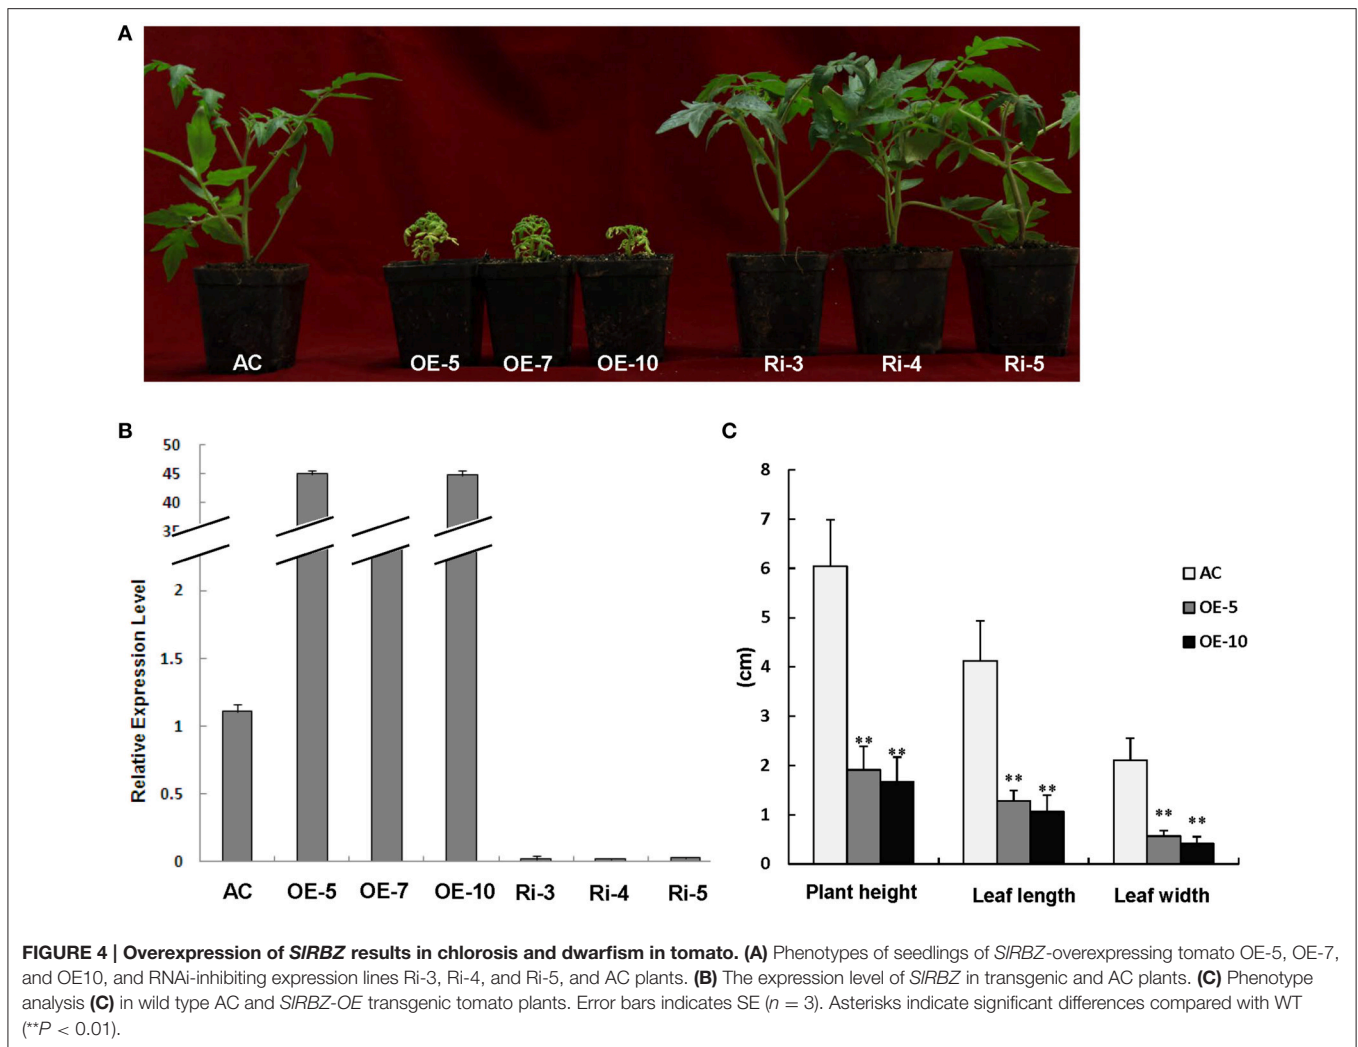 A
AC
OE-5
OE-7
OE-10
Ri-3
Ri-4
Ri-5
B
50
45
40
35
2
1.5
1
0.5
0
Relative Expression Level
AC OE-5 OE-7 OE-10 Ri-3 Ri-4 Ri-5
C
8
7
6
5
4
3
2
1
0
(cm)
** **
** **
** **
AC
OE-5
OE-10
Plant height Leaf length Leaf width
FIGURE 4 | Overexpression of SlRBZ results in chlorosis and dwarfism in tomato. (A) Phenotypes of seedlings of SlRBZ-overexpressing tomato OE-5, OE-7,
and OE10, and RNAi-inhibiting expression lines Ri-3, Ri-4, and Ri-5, and AC plants. (B) The expression level of SlRBZ in transgenic and AC plants. (C) Phenotype
analysis (C) in wild type AC and SlRBZ-OE transgenic tomato plants. Error bars indicates SE (n = 3). Asterisks indicate significant differences compared with WT
(**P < 0.01).